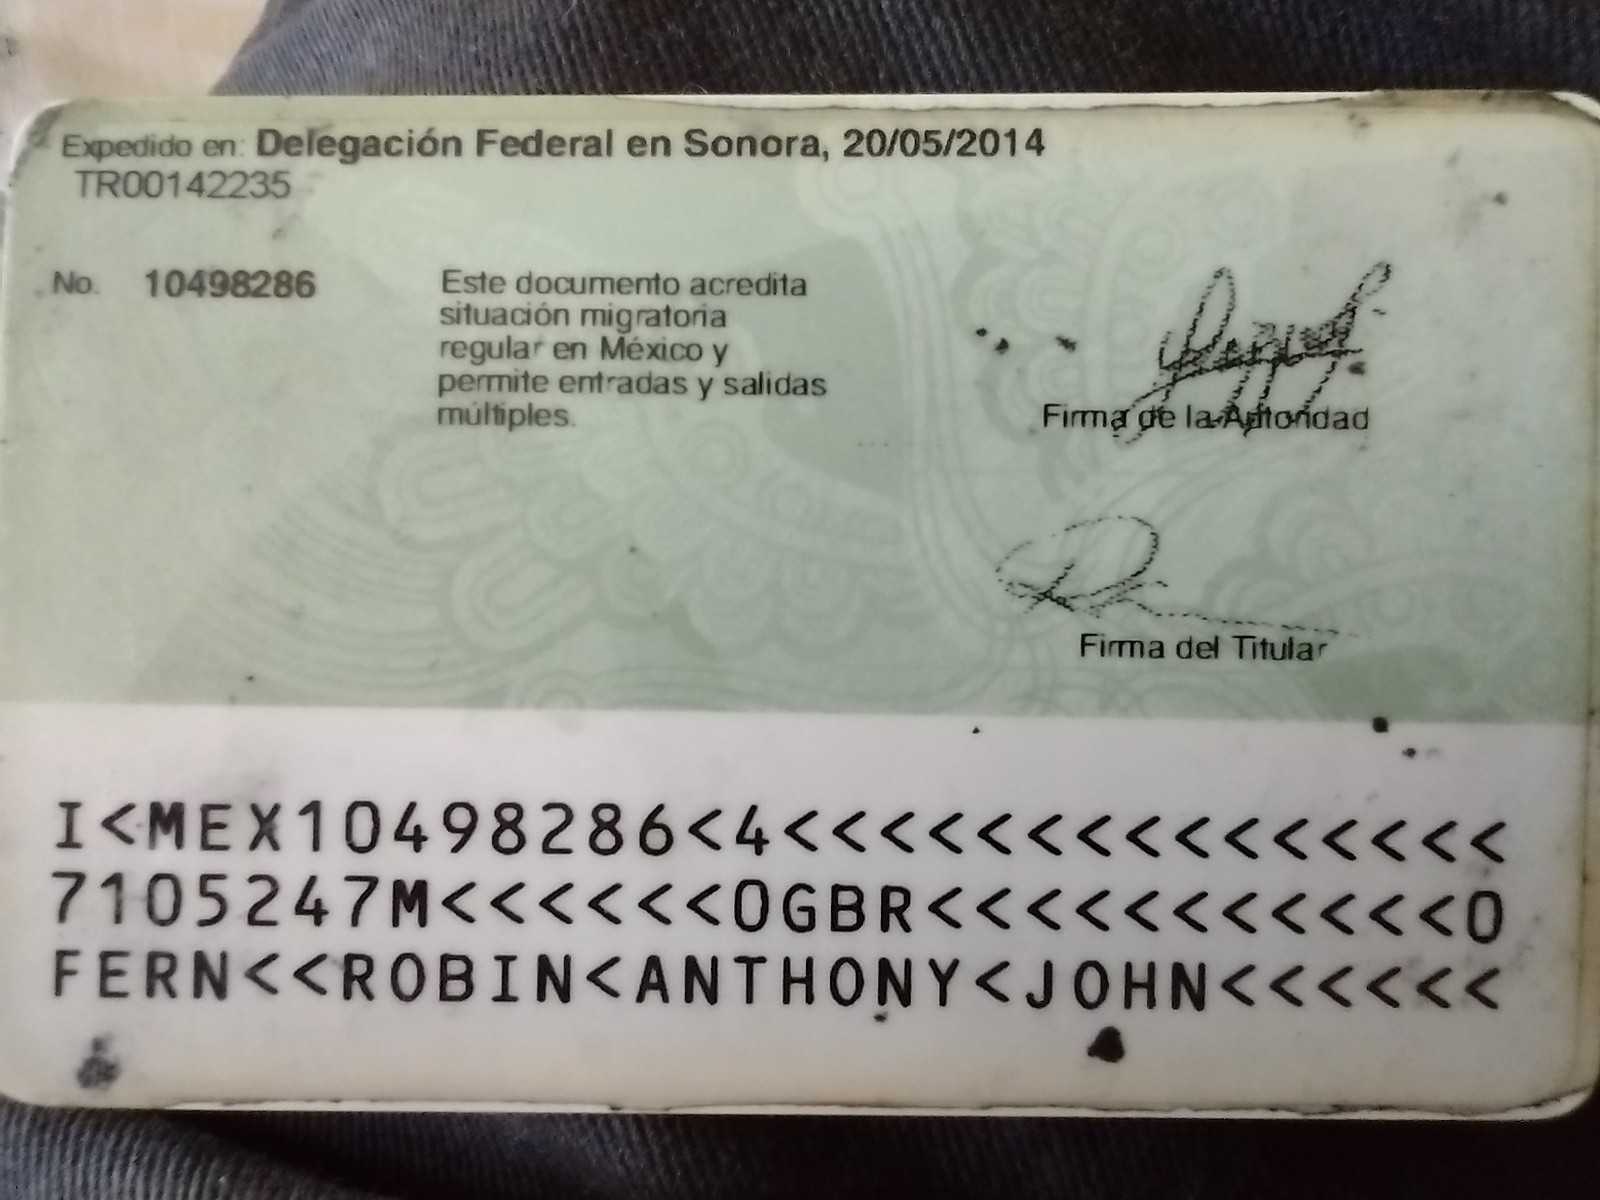 Expedido en: Delegación Federal en Sonora, 20/05/2014
TR00142235
No. 10498286
Este documento acredita
situación migratoria
regular en México y
permite entradas y salidas
múltiples.
Firma de la Autoridad
Firma del Titular
I<MEX10498286<4<<<<<<<<<<<<<<<
7105247M<<<<<<0GBR<<<<<<<<<<<0
FERN<<ROBIN<ANTHONY<JOHN<<<<<<